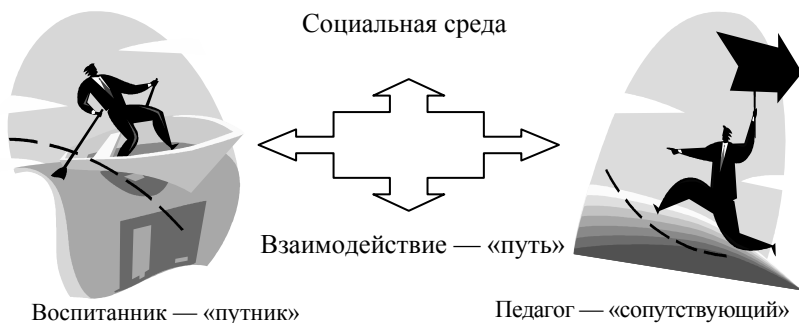 Социальная среда
Взаимодействие — «путь»
Воспитанник — «путник»
Педагог — «сопутствующий»